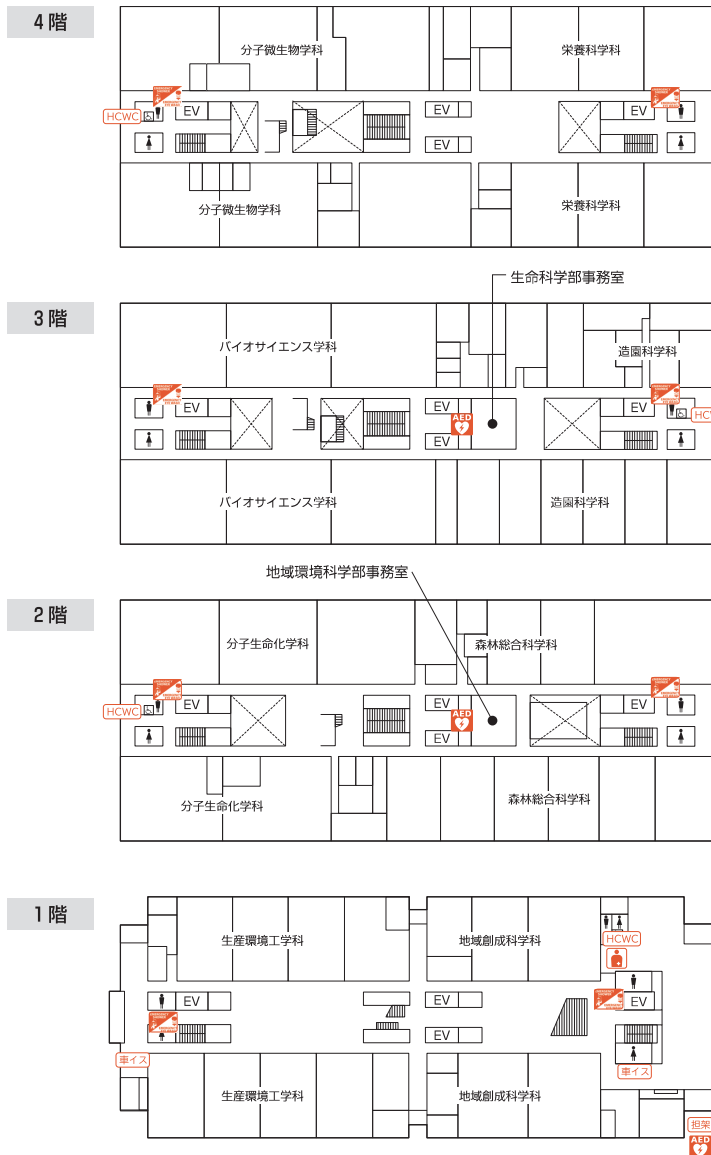 4階
分子微生物学科
栄養科学科
HCWC
EV
EV
EV
EV
分子微生物学科
栄養科学科
生命科学部事務室
3階
バイオサイエンス学科
造園科学科
EV
EV
EV
AED
HCW
EV
バイオサイエンス学科
造園科学科
地域環境科学部事務室
2階
分子生命化学科
森林総合科学科
HCWC
EV
EV
EV
AED
EV
分子生命化学科
森林総合科学科
1階
生産環境工学科
地域創成科学科
HCWC
EV
EV
EV
EV
車イス
車イス
生産環境工学科
地域創成科学科
担架
AED